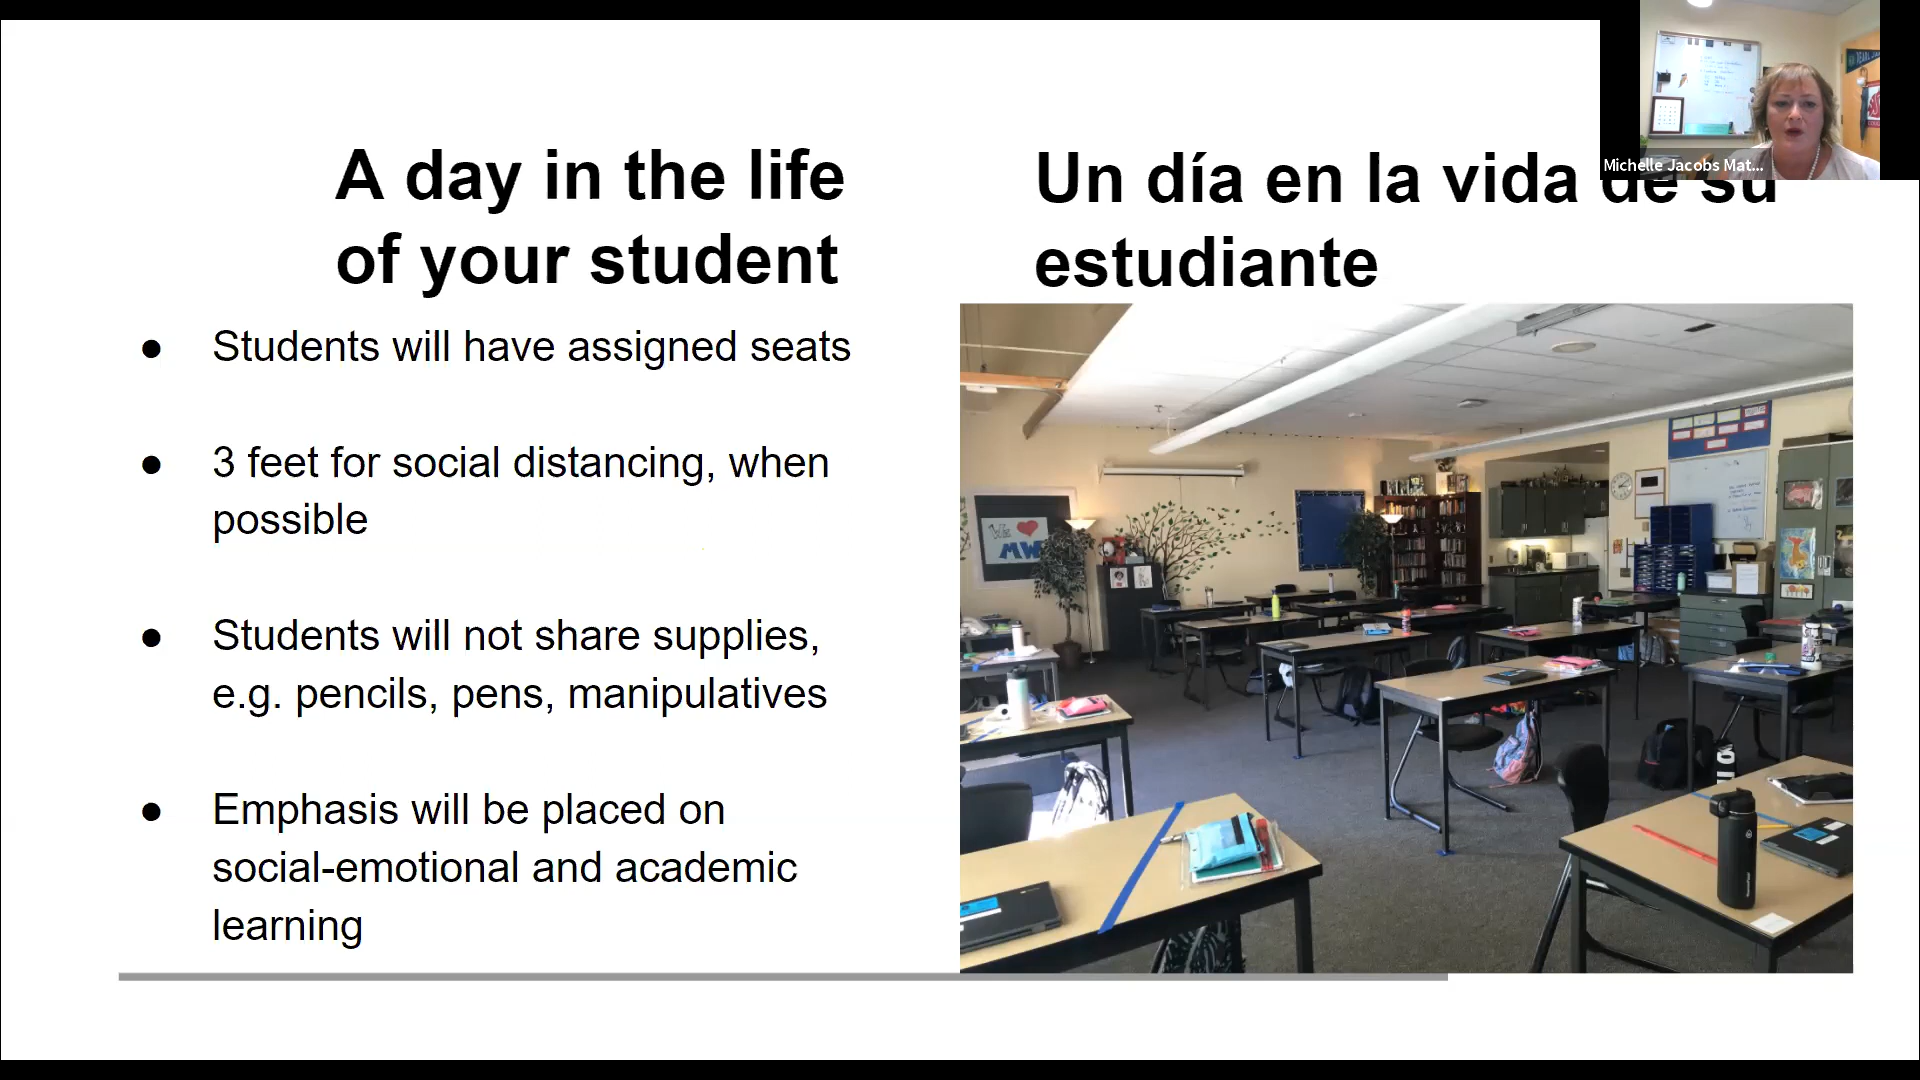 Michelle Jacobs Mat...
A day in the life
of your student
Un día en la vida de su
estudiante
● Students will have assigned seats
● 3 feet for social distancing, when
possible
● Students will not share supplies,
e.g. pencils, pens, manipulatives
● Emphasis will be placed on
social-emotional and academic
learning
We ❤ MW